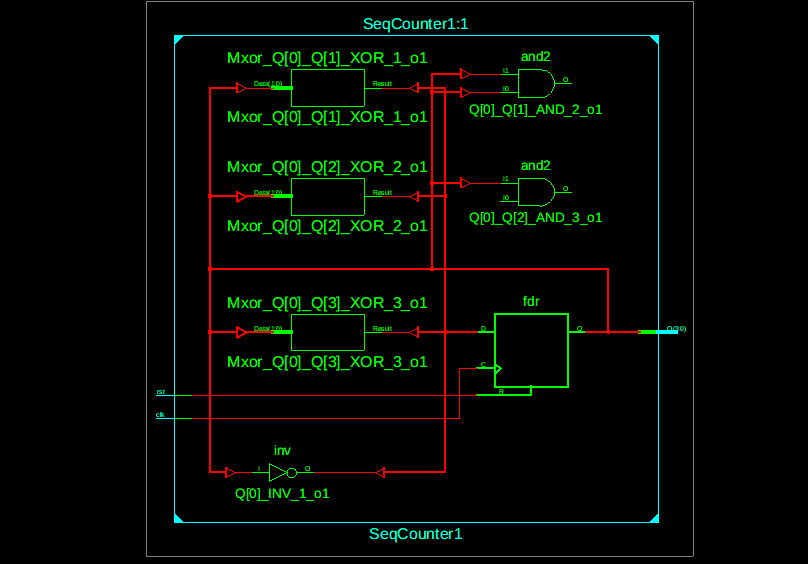 SeqCounter1:1
Mxor_Q[0]_Q[1]_XOR_1_o1
and2
Data(1:0)
Result
I1
I0
O
Q[0]_Q[1]_AND_2_o1
Mxor_Q[0]_Q[1]_XOR_1_o1
Mxor_Q[0]_Q[2]_XOR_2_o1
and2
Data(1:0)
Result
I1
I0
O
Q[0]_Q[2]_AND_3_o1
Mxor_Q[0]_Q[2]_XOR_2_o1
Mxor_Q[0]_Q[3]_XOR_3_o1
fdr
Data(1:0)
Result
D
Q
Q(3:0)
Mxor_Q[0]_Q[3]_XOR_3_o1
C
rst
R
clk
inv
I
O
Q[0]_INV_1_o1
SeqCounter1